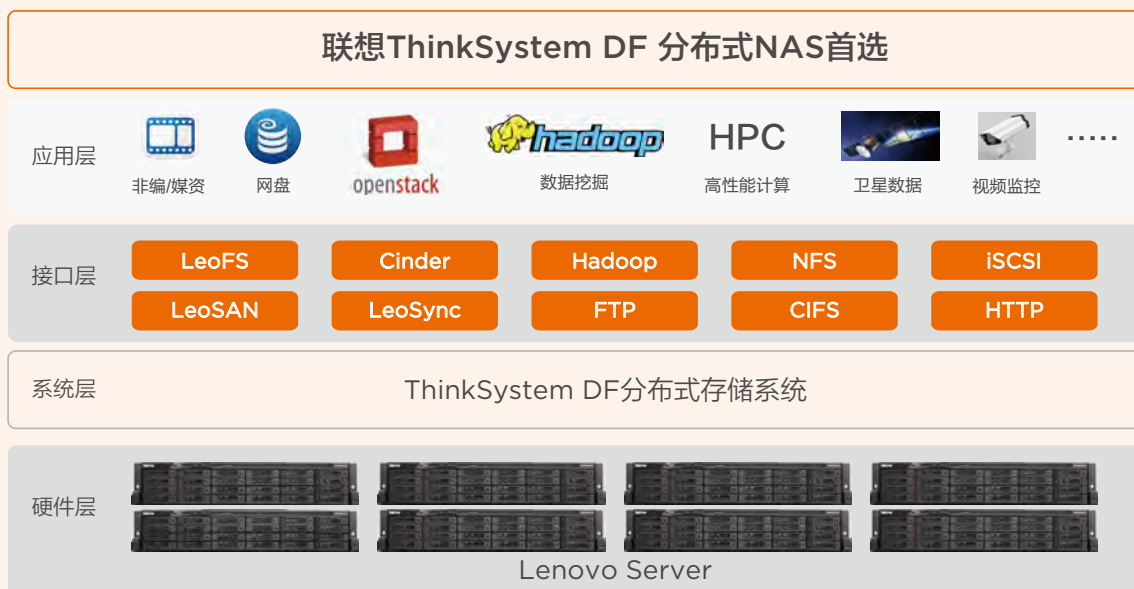 联想ThinkSystem DF 分布式NAS首选
应用层
openstack
hadoop
HPC
·····
非编/媒资
网盘
数据挖掘
高性能计算
卫星数据
视频监控
接口层
LeoFS
Cinder
Hadoop
NFS
iSCSI
LeoSAN
LeoSync
FTP
CIFS
HTTP
系统层
ThinkSystem DF分布式存储系统
硬件层
Lenovo Server